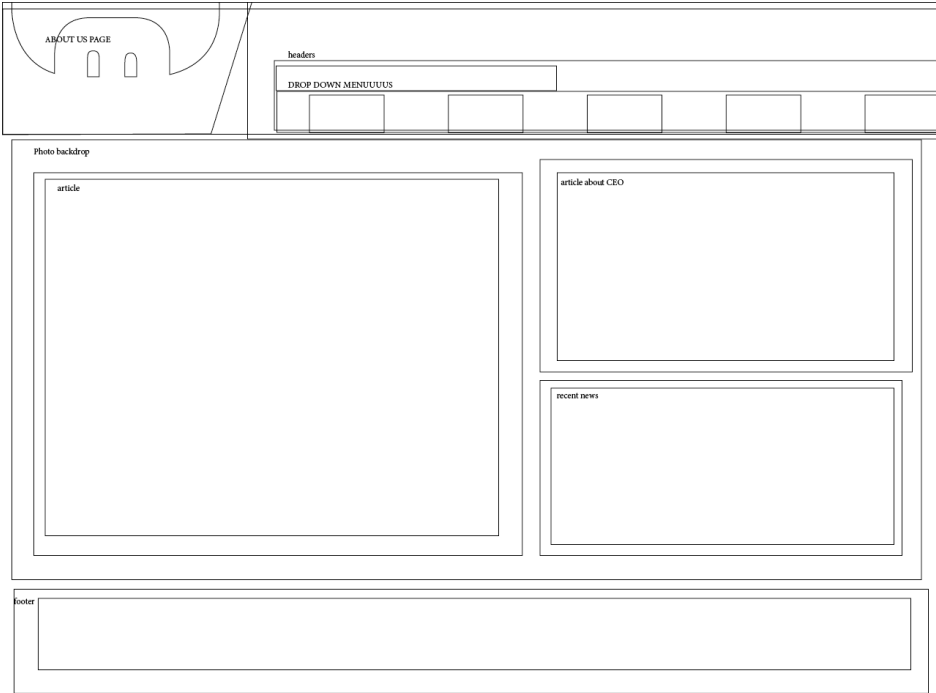 ABOUT US PAGE
headers
DROP DOWN MENUUUUS
Photo backdrop
article
article about CEO
recent news
footer